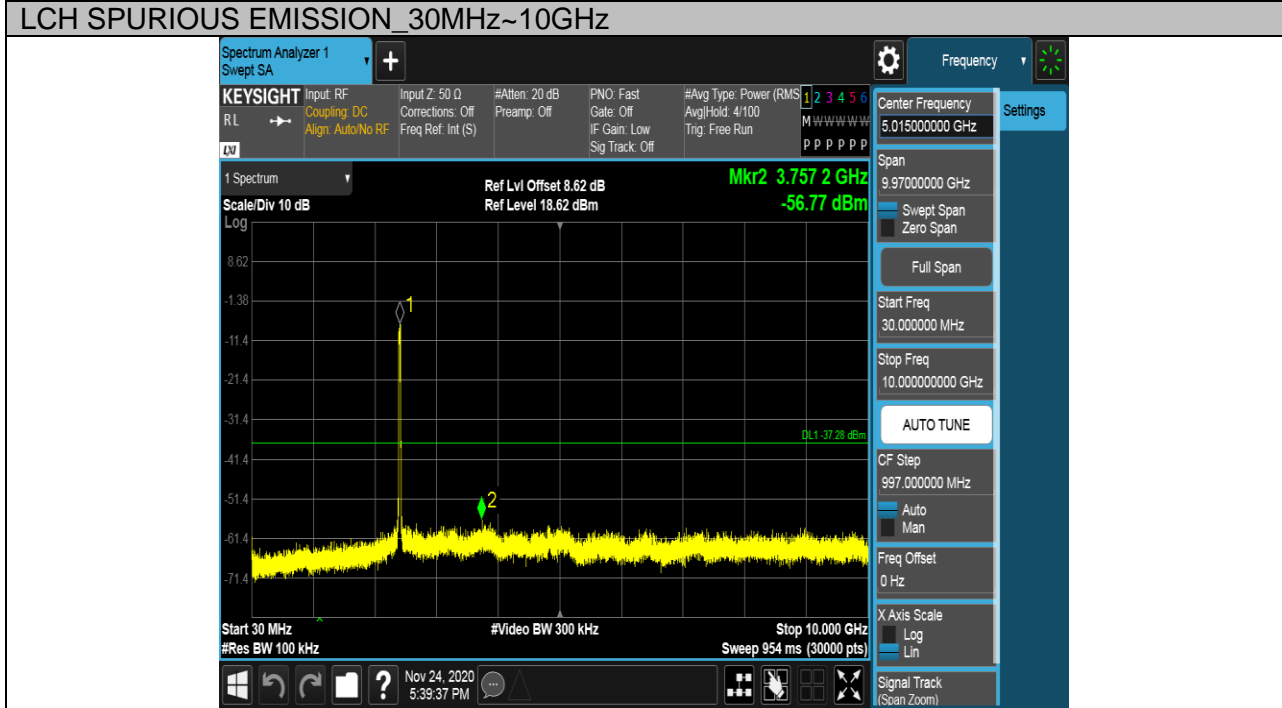 LCH SPURIOUS EMISSION_30MHz~10GHz
Spectrum Analyzer 1
Swept SA
Frequency
KEYSIGHT
RL
LXI
Input: RF
Coupling: DC
Align: Auto/No RF
Input Z: 50 Ω
Corrections: Off
Freq Ref: Int (S)
#Atten: 20 dB
Preamp: Off
PNO: Fast
Gate: Off
IF Gain: Low
Sig Track: Off
#Avg Type: Power (RMS
Avg|Hold: 4/100
Trig: Free Run
1 2 3 4 5 6
M W W W W W
P P P P P P
1 Spectrum
Scale/Div 10 dB
Ref Lvl Offset 8.62 dB
Ref Level 18.62 dBm
Mkr2 3.757 2 GHz
-56.77 dBm
Log
8.62
-1.38
-11.4
-21.4
-31.4
-41.4
-51.4
-61.4
-71.4
1
2
DL1 -37.28 dBm
Start 30 MHz
#Res BW 100 kHz
#Video BW 300 kHz
Stop 10.000 GHz
Sweep 954 ms (30000 pts)
Center Frequency
5.015000000 GHz
Span
9.97000000 GHz
Swept Span
Zero Span
Full Span
Start Freq
30.000000 MHz
Stop Freq
10.000000000 GHz
AUTO TUNE
CF Step
997.000000 MHz
Auto
Man
Freq Offset
0 Hz
X Axis Scale
Log
Lin
Signal Track
(Span Zoom)
Settings
?
Nov 24, 2020
5:39:37 PM